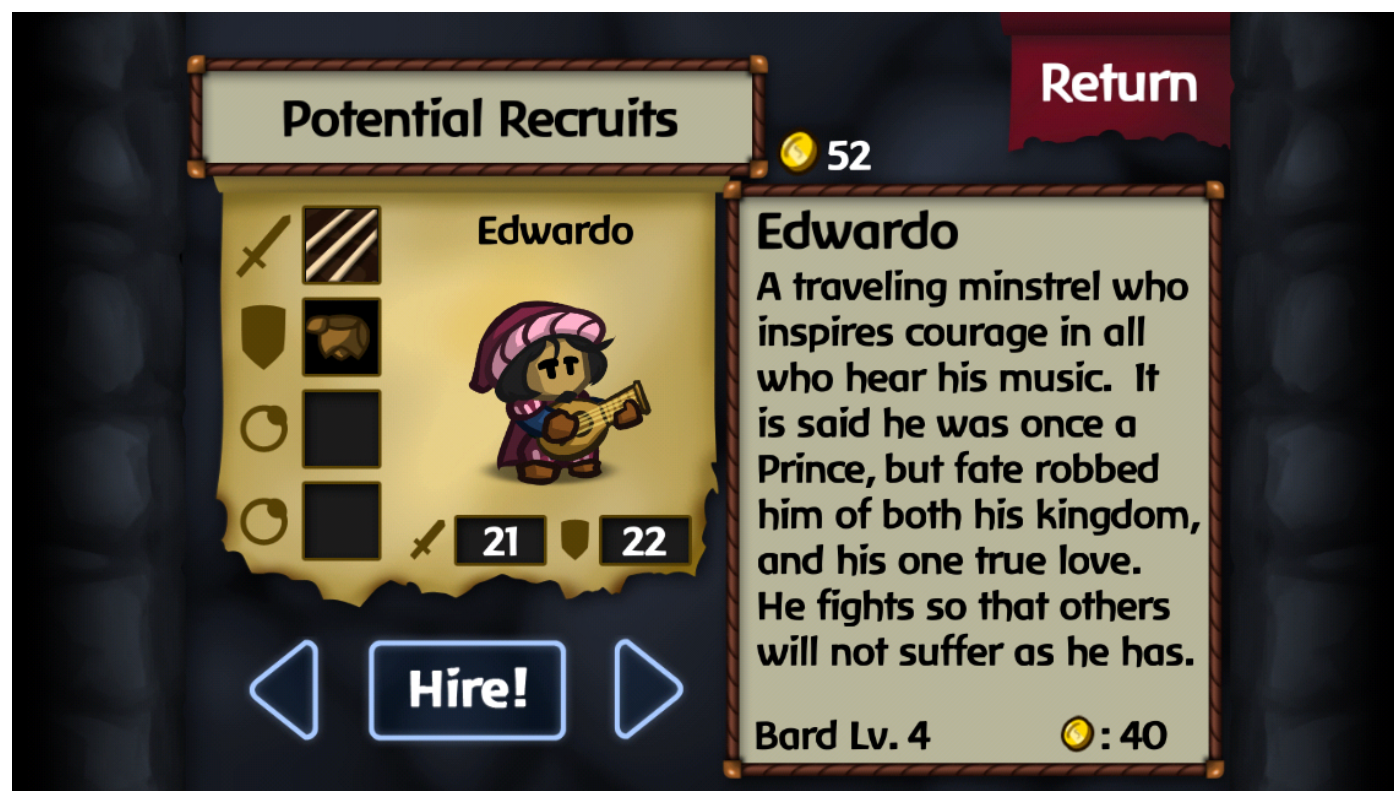 Return
Potential Recruits
52
Edwardo
21
22
Hire!
Edwardo
A traveling minstrel who
inspires courage in all
who hear his music.  It
is said he was once a
Prince, but fate robbed
him of both his kingdom,
and his one true love.
He fights so that others
will not suffer as he has.
Bard Lv. 4
: 40